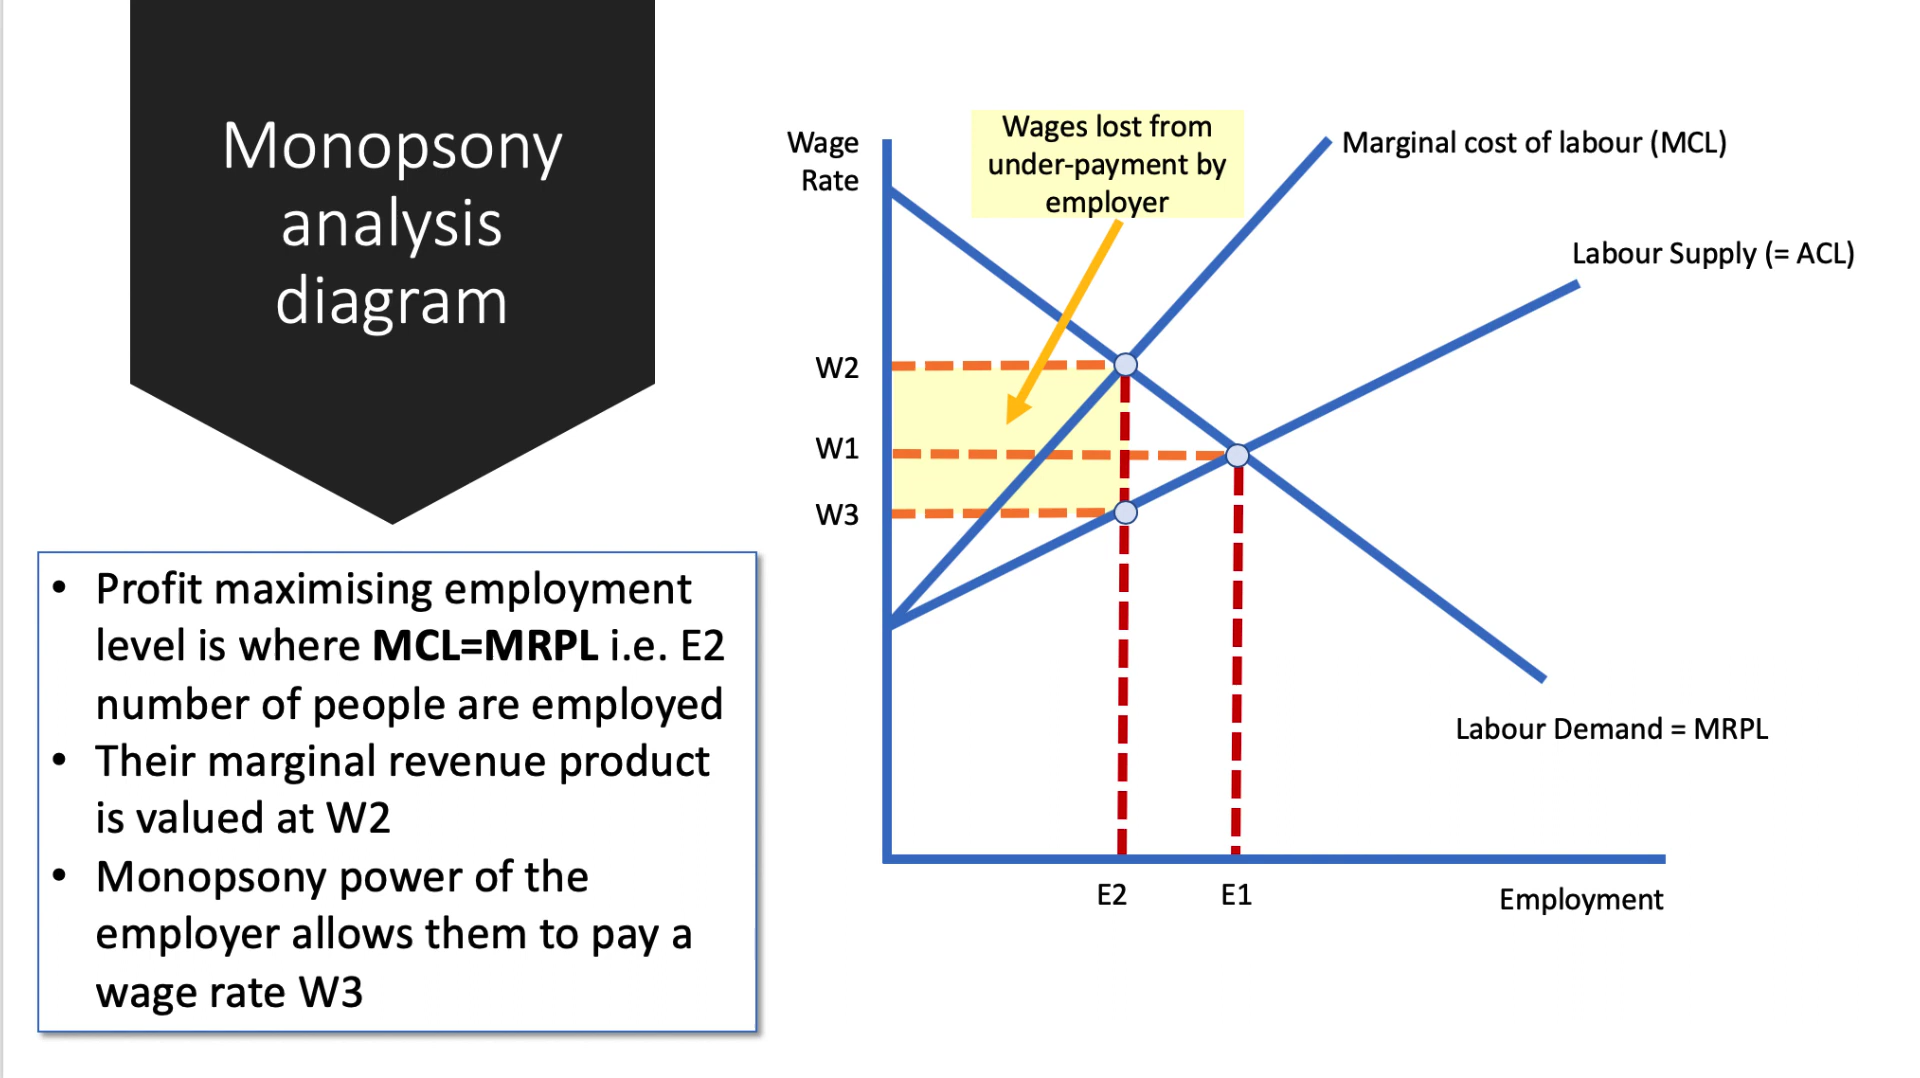 Monopsony
analysis
diagram
• Profit maximising employment
level is where MCL=MRPL i.e. E2
number of people are employed
• Their marginal revenue product
is valued at W2
• Monopsony power of the
employer allows them to pay a
wage rate W3
Wage
Rate
Wages lost from
under-payment by
employer
Marginal cost of labour (MCL)
Labour Supply (= ACL)
W2
W1
W3
Labour Demand = MRPL
E2
E1
Employment